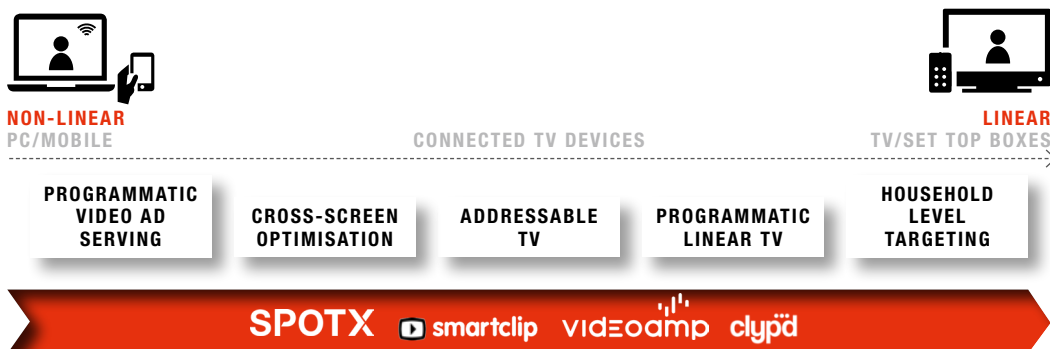 NON-LINEAR
LINEAR
PC/MOBILE
CONNECTED TV DEVICES
TV/SET TOP BOXES
PROGRAMMATIC
VIDEO AD
SERVING
CROSS-SCREEN
OPTIMISATION
ADDRESSABLE
TV
PROGRAMMATIC
LINEAR TV
HOUSEHOLD
LEVEL
TARGETING
SPOTX smartclip videoamp clypd